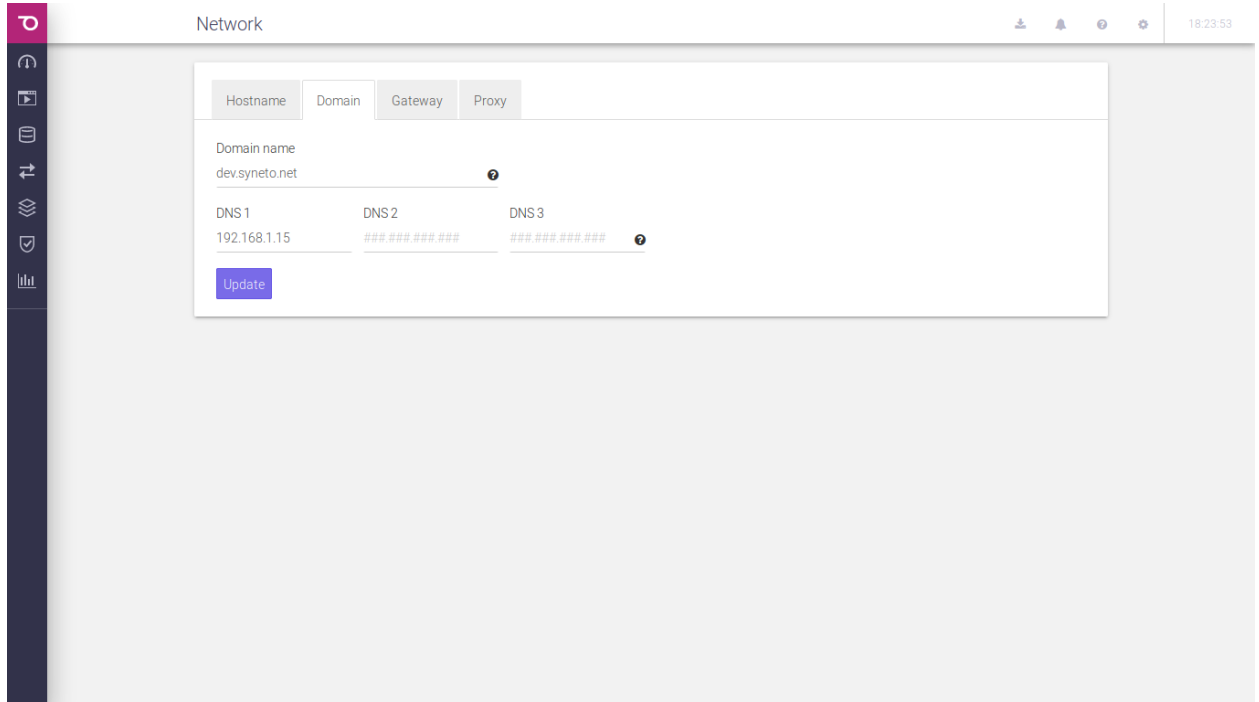 Network
18:23:53
Hostname Domain Gateway Proxy
Domain name
dev.syneto.net
DNS 1 DNS 2 DNS 3
192.168.1.15 ###.###.###.### ###.###.###.###
Update